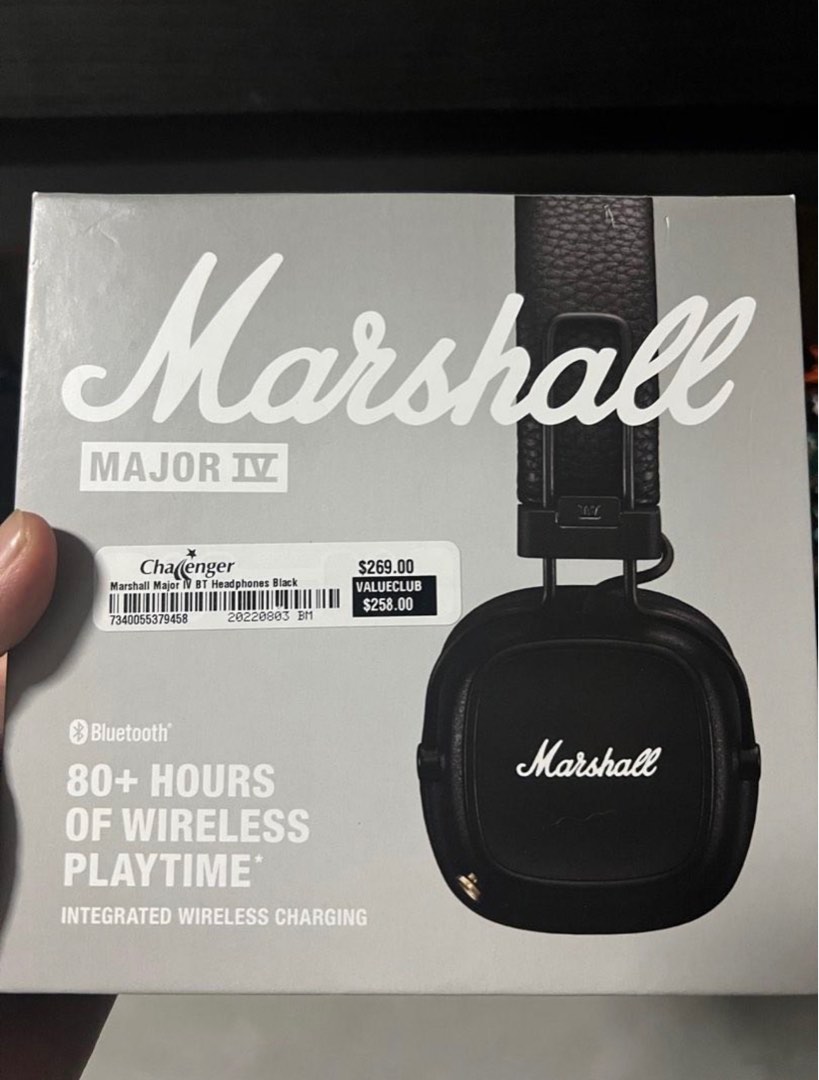 Marshall
MAJOR IV
Challenger
Marshall Major IV BT Headphones Black
7340055379458 20220803 BM
$269.00
VALUECLUB
$258.00
Marshall
Bluetooth®
80+ HOURS
OF WIRELESS
PLAYTIME*
INTEGRATED WIRELESS CHARGING